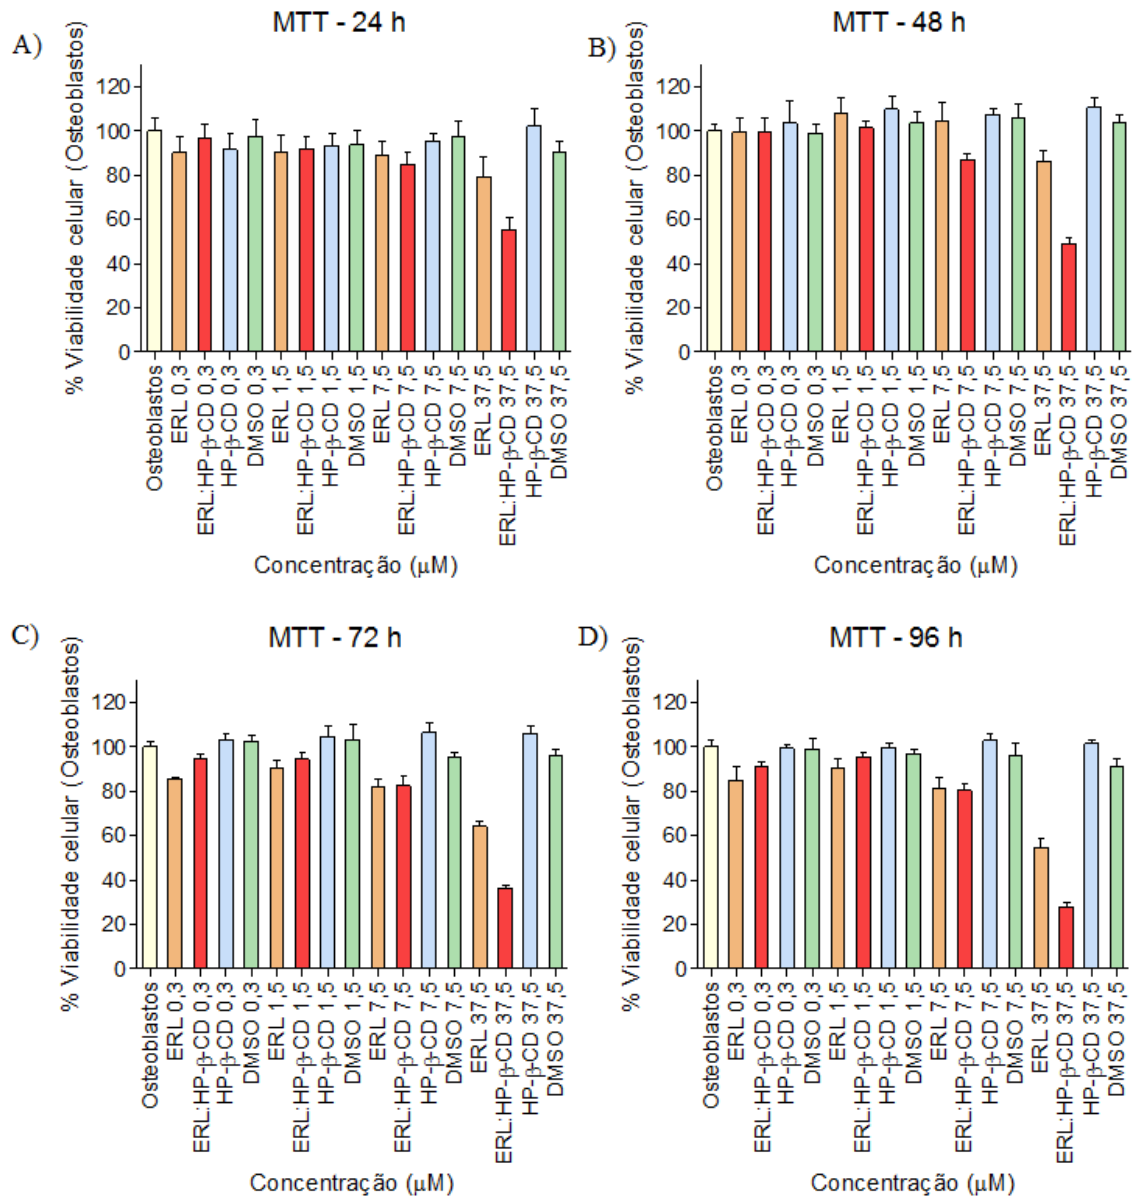 A)
MTT - 24 h
% Viabilidade celular (Osteoblastos)
120
100
80
60
40
20
0
Osteoblastos
ERL 0,3
ERL:HP-β-CD 0,3
HP-β-CD 0,3
DMSO 0,3
ERL 1,5
ERL:HP-β-CD 1,5
HP-β-CD 1,5
DMSO 1,5
ERL 7,5
ERL:HP-β-CD 7,5
HP-β-CD 7,5
DMSO 7,5
ERL 37,5
ERL:HP-β-CD 37,5
HP-β-CD 37,5
DMSO 37,5
Concentração (μM)
B)
MTT - 48 h
% Viabilidade celular (Osteoblastos)
120
100
80
60
40
20
0
Osteoblastos
ERL 0,3
ERL:HP-β-CD 0,3
HP-β-CD 0,3
DMSO 0,3
ERL 1,5
ERL:HP-β-CD 1,5
HP-β-CD 1,5
DMSO 1,5
ERL 7,5
ERL:HP-β-CD 7,5
HP-β-CD 7,5
DMSO 7,5
ERL 37,5
ERL:HP-β-CD 37,5
HP-β-CD 37,5
DMSO 37,5
Concentração (μM)
C)
MTT - 72 h
% Viabilidade celular (Osteoblastos)
120
100
80
60
40
20
0
Osteoblastos
ERL 0,3
ERL:HP-β-CD 0,3
HP-β-CD 0,3
DMSO 0,3
ERL 1,5
ERL:HP-β-CD 1,5
HP-β-CD 1,5
DMSO 1,5
ERL 7,5
ERL:HP-β-CD 7,5
HP-β-CD 7,5
DMSO 7,5
ERL 37,5
ERL:HP-β-CD 37,5
HP-β-CD 37,5
DMSO 37,5
Concentração (μM)
D)
MTT - 96 h
% Viabilidade celular (Osteoblastos)
120
100
80
60
40
20
0
Osteoblastos
ERL 0,3
ERL:HP-β-CD 0,3
HP-β-CD 0,3
DMSO 0,3
ERL 1,5
ERL:HP-β-CD 1,5
HP-β-CD 1,5
DMSO 1,5
ERL 7,5
ERL:HP-β-CD 7,5
HP-β-CD 7,5
DMSO 7,5
ERL 37,5
ERL:HP-β-CD 37,5
HP-β-CD 37,5
DMSO 37,5
Concentração (μM)